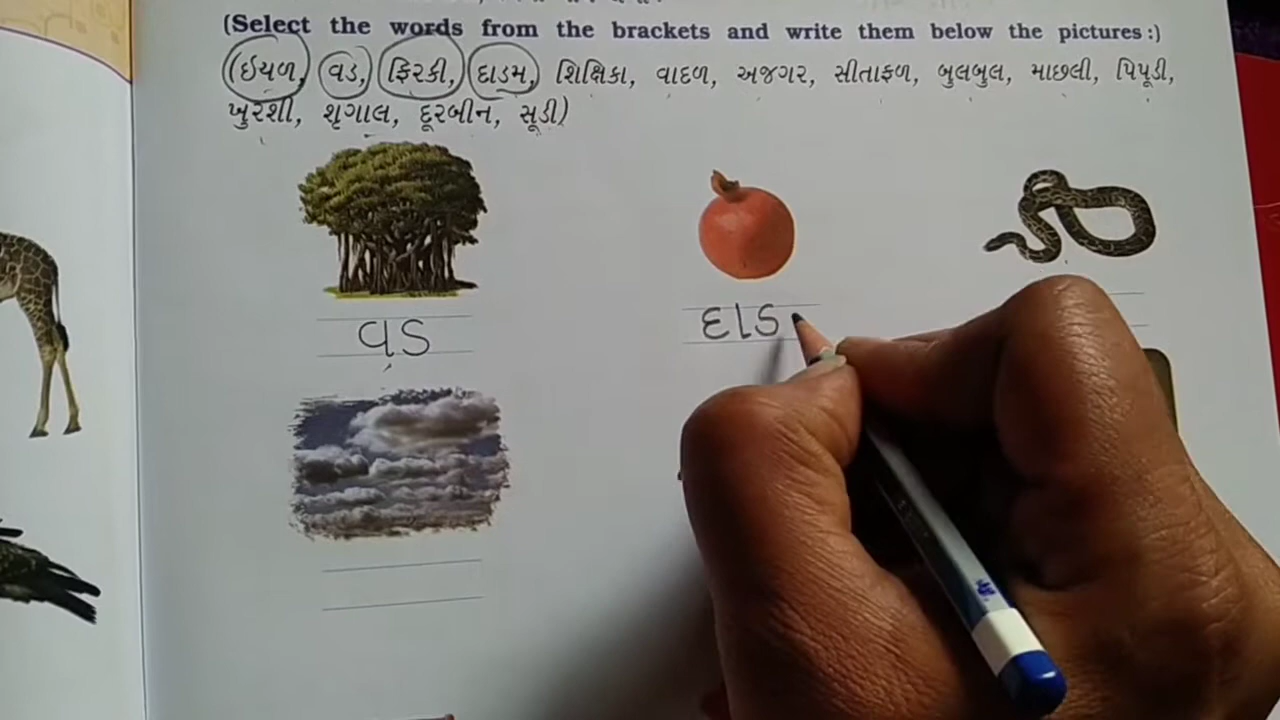 (Select the words from the brackets and write them below the pictures :)
(ઇયળ, વડ, ફિરકી, દાડમ, શિક્ષિકા, વાદળ, અજગર, સીતાફળ, બુલબુલ, માછલી, પિપૂડી,
ખુરશી, શૃગાલ, દૂરબીન, સૂડી)
વડ
દાડ